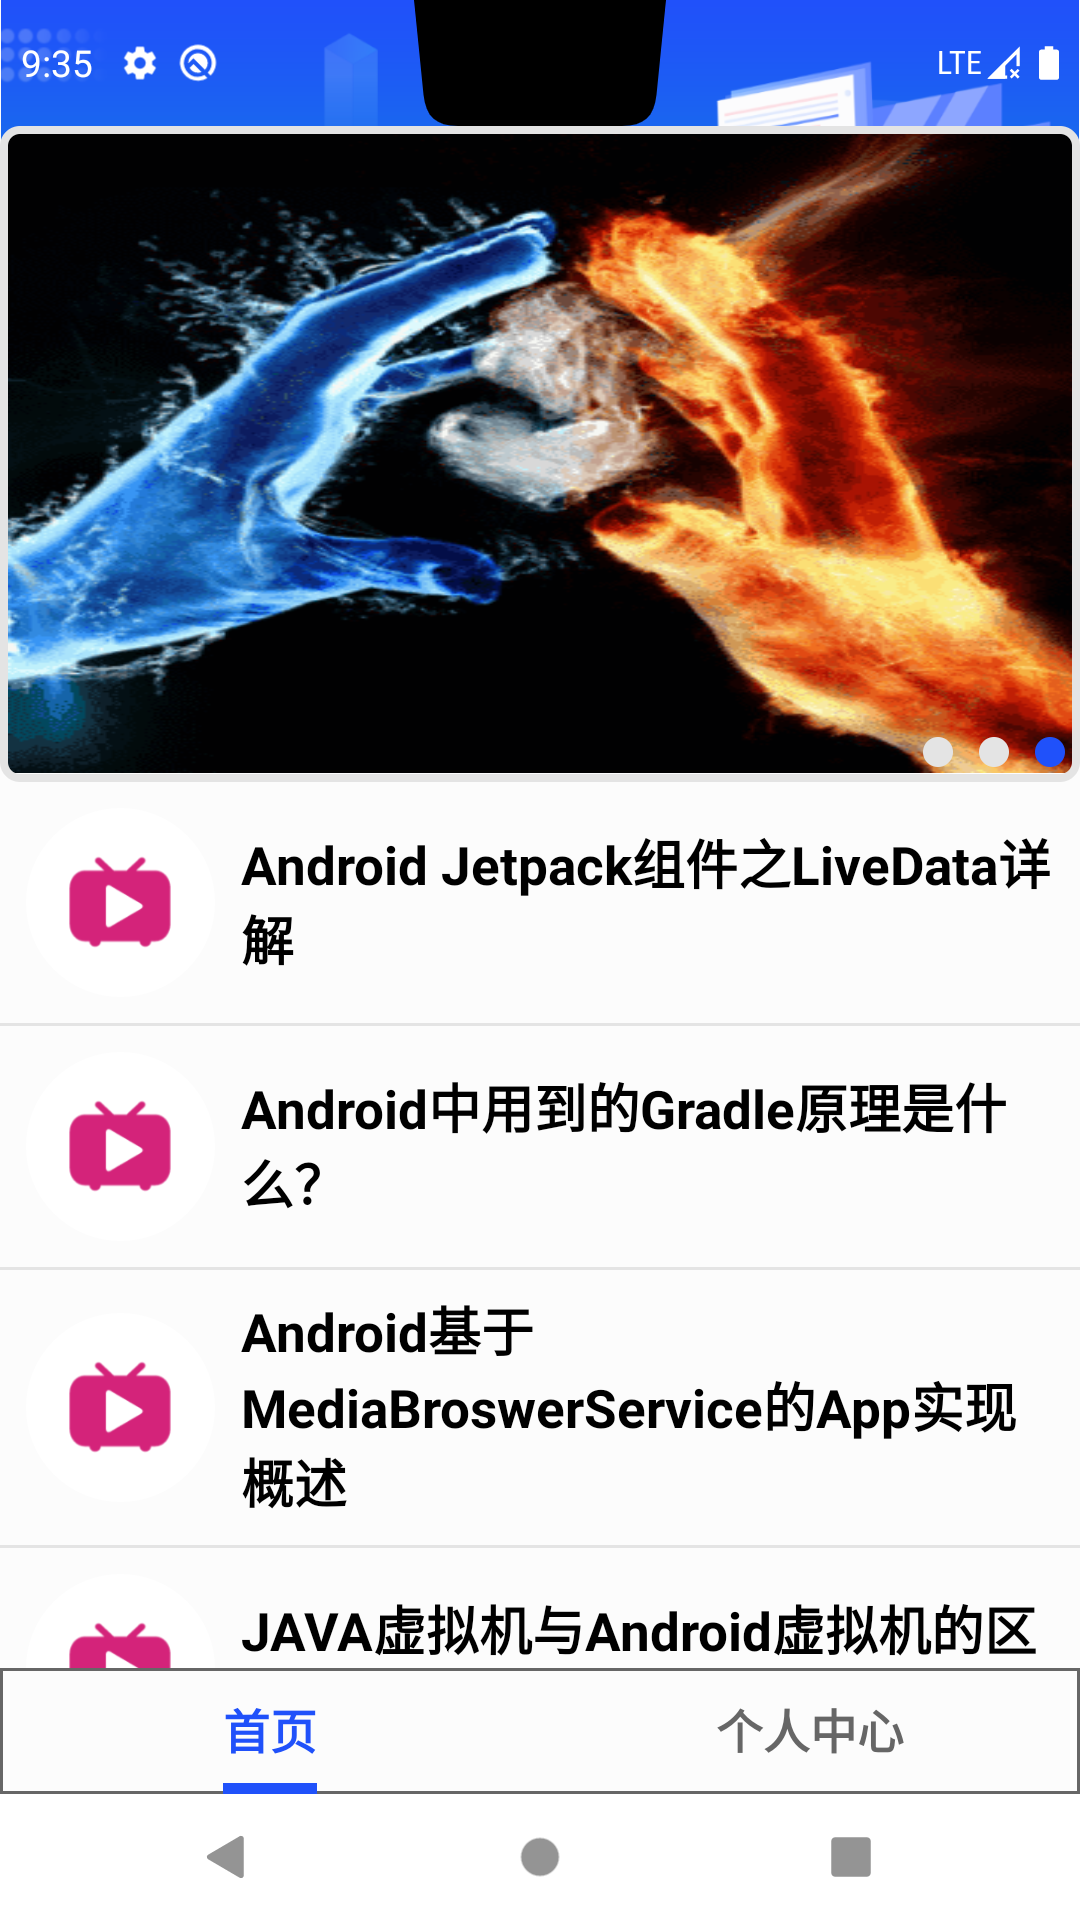 9:35
LTE
Android Jetpack组件之LiveData详
解
Android中用到的Gradle原理是什
么?
Android基于
MediaBroswerService的App实现
概述
JAVA虚拟机与Android虚拟机的区
首页
个人中心